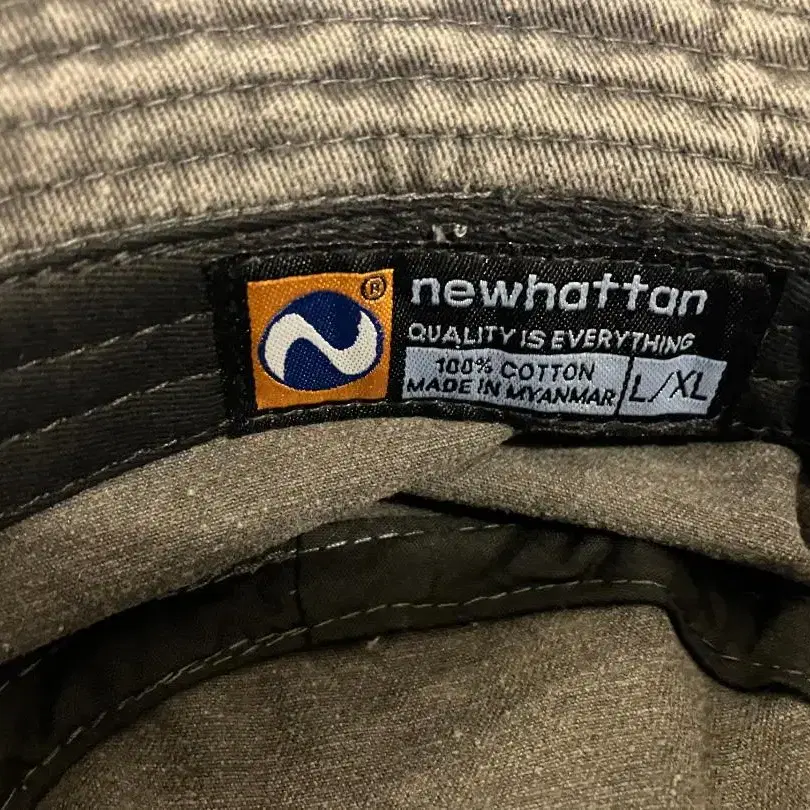 ®
newhattan
QUALITY IS EVERYTHING
100% COTTON
MADE IN MYANMAR
L/XL